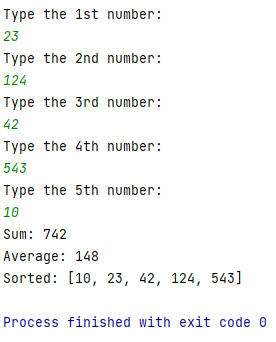 Type the 1st number:
23
Type the 2nd number:
124
Type the 3rd number:
42
Type the 4th number:
543
Type the 5th number:
10
Sum: 742
Average: 148
Sorted: [10, 23, 42, 124, 543]
Process finished with exit code 0